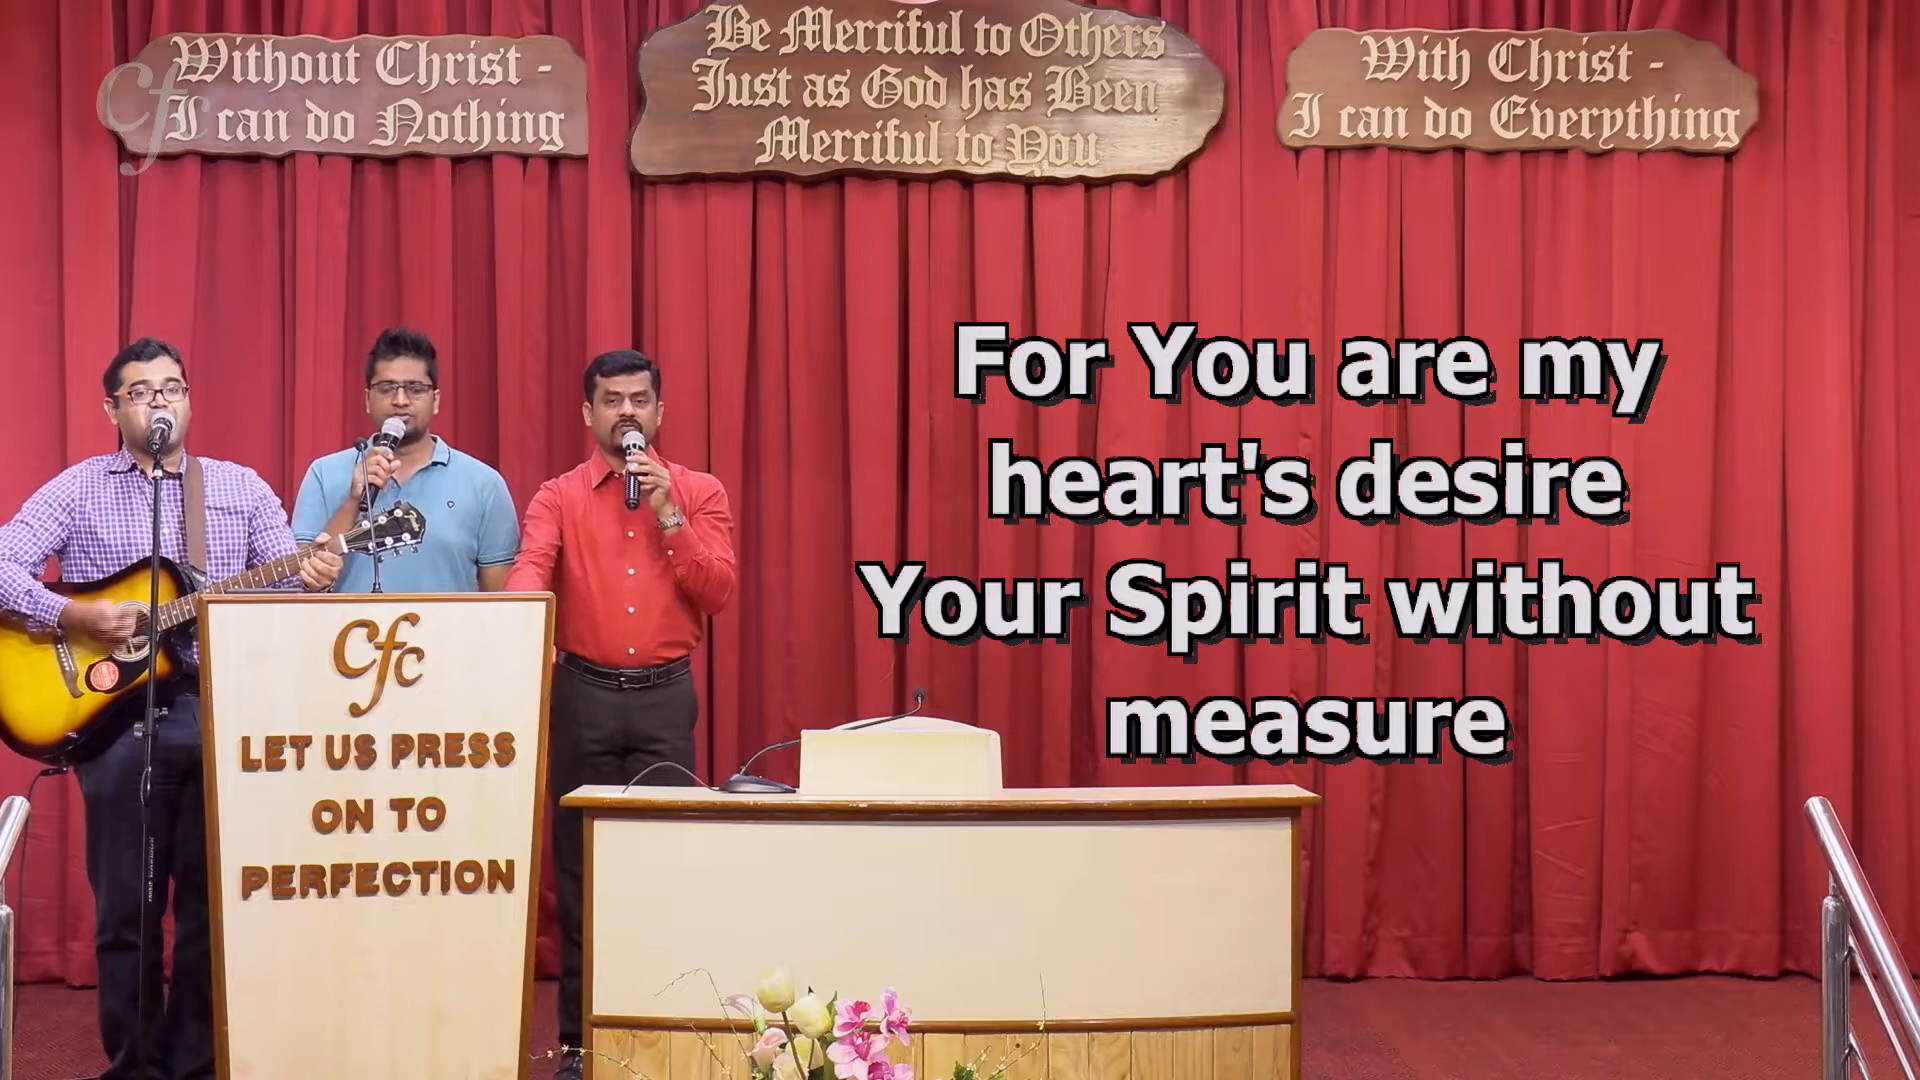 Without Christ -
I can do Nothing
Be Merciful to Others
Just as God has Been
Merciful to You
With Christ -
I can do Everything
cfc
For You are my
heart's desire
Your Spirit without
measure
cfc
LET US PRESS
ON TO
PERFECTION